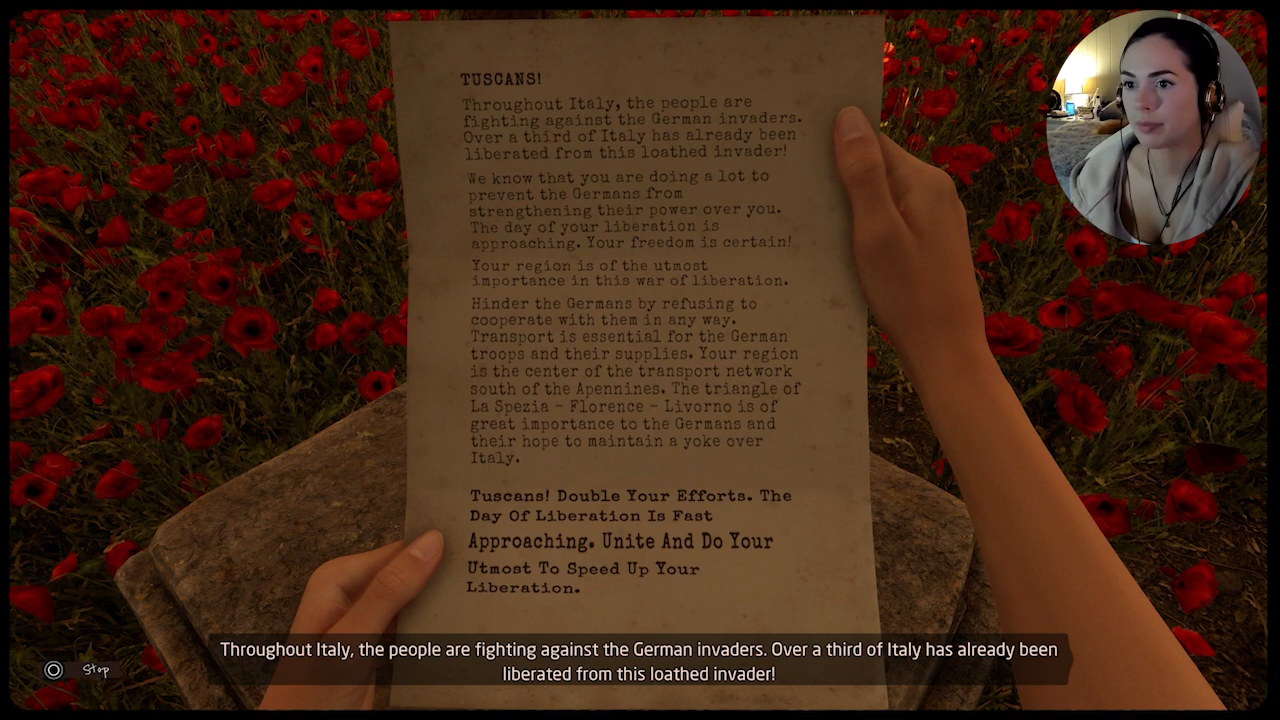 TUSCANS!
Throughout Italy, the people are
fighting against the German invaders.
Over a third of Italy has already been
liberated from this loathed invader!
We know that you are doing a lot to
prevent the Germans from
strengthening their power over you.
The day of your liberation is
approaching. Your freedom is certain!
Your region is of the utmost
importance in this war of liberation.
Hinder the Germans by refusing to
cooperate with them in any way.
Transport is essential for the German
troops and their supplies. Your region
is the center of the transport network
south of the Apennines. The triangle of
La Spezia - Florence - Livorno is of
great importance to the Germans and
their hope to maintain a yoke over
Italy.
Tuscans! Double Your Efforts. The
Day Of Liberation Is Fast
Approaching. Unite And Do Your
Utmost To Speed Up Your
Liberation.
Throughout Italy, the people are fighting against the German invaders. Over a third of Italy has already been
liberated from this loathed invader!
Stop